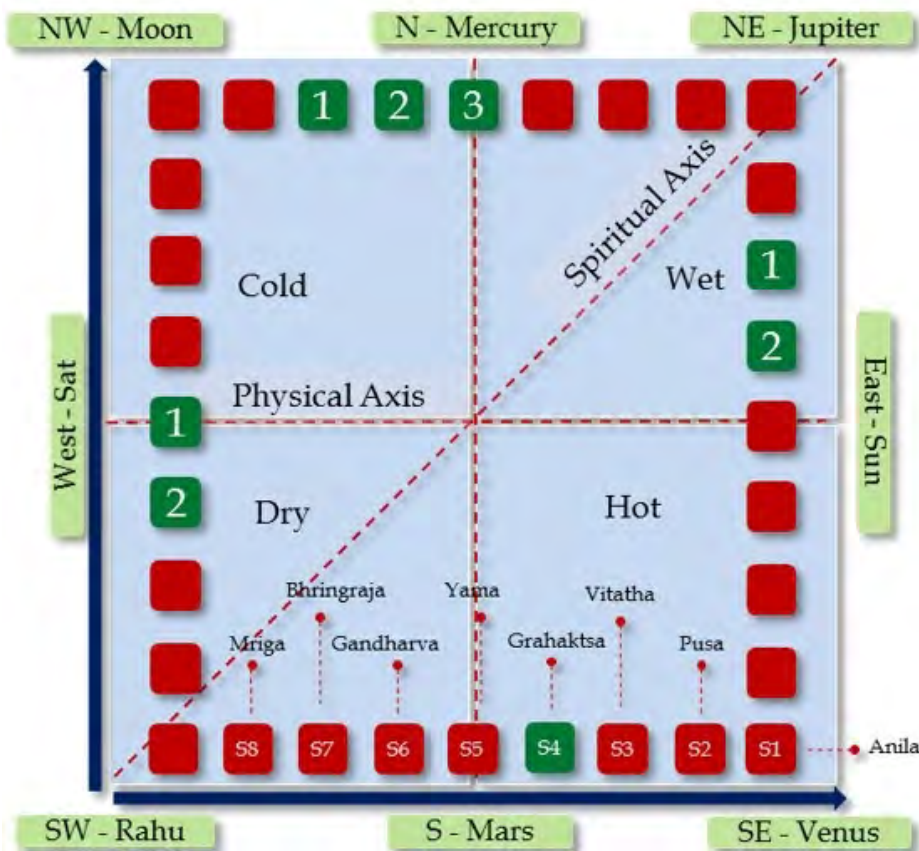 NW - Moon
N - Mercury
NE - Jupiter
1
2
3
Spiritual Axis
Cold
Wet
1
2
West - Sat
Physical Axis
East - Sun
1
2
Dry
Hot
Bhringraja
Yama
Vitatha
Mriga
Gandharva
Grahaktsa
Pusa
S8
S7
S6
S5
S4
S3
S2
S1
Anila
SW - Rahu
S - Mars
SE - Venus